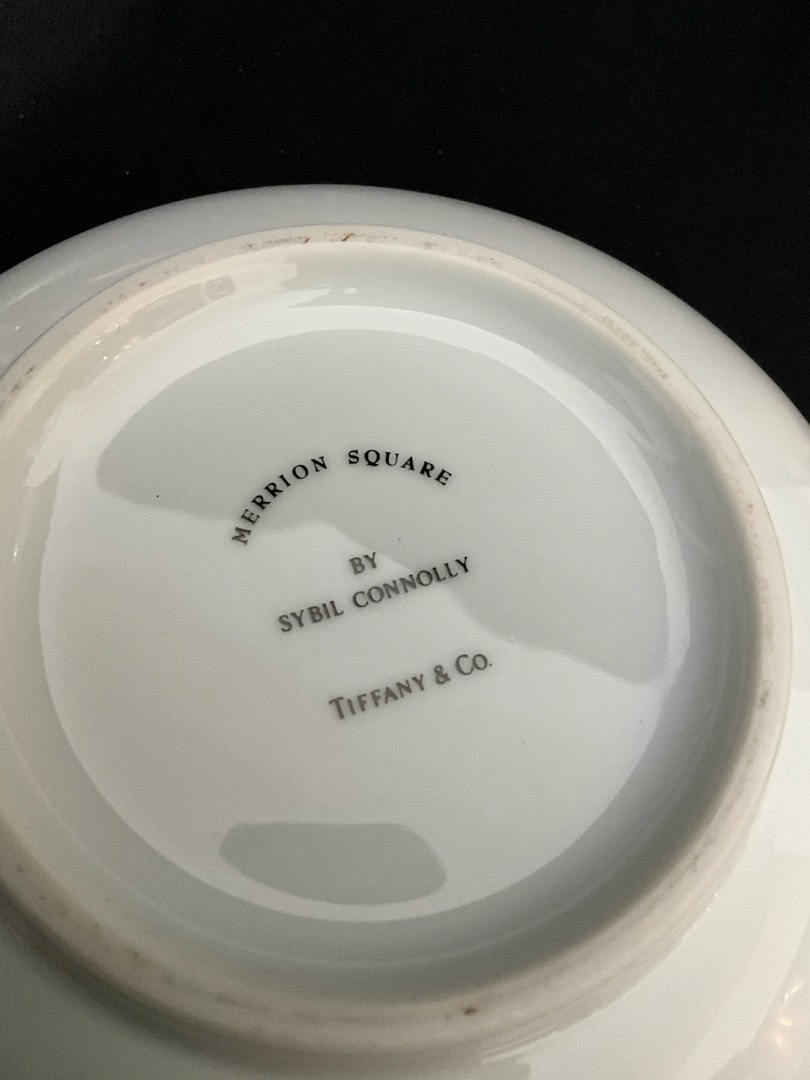 MERRION SQUARE
BY
SYBIL CONNOLLY
TIFFANY & CO.